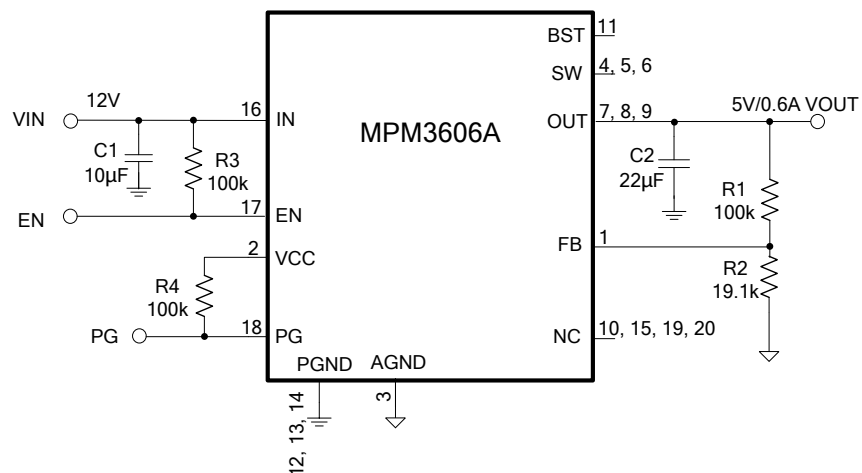 BST
11
SW
4, 5, 6
12V
5V/0.6A VOUT
VIN
16
IN
MPM3606A
OUT
7, 8, 9
C1
10µF
R3
100k
C2
22µF
R1
100k
EN
17
EN
FB
1
2
VCC
R2
19.1k
R4
100k
PG
18
PG
NC
10, 15, 19, 20
PGND
AGND
12, 13, 14
3